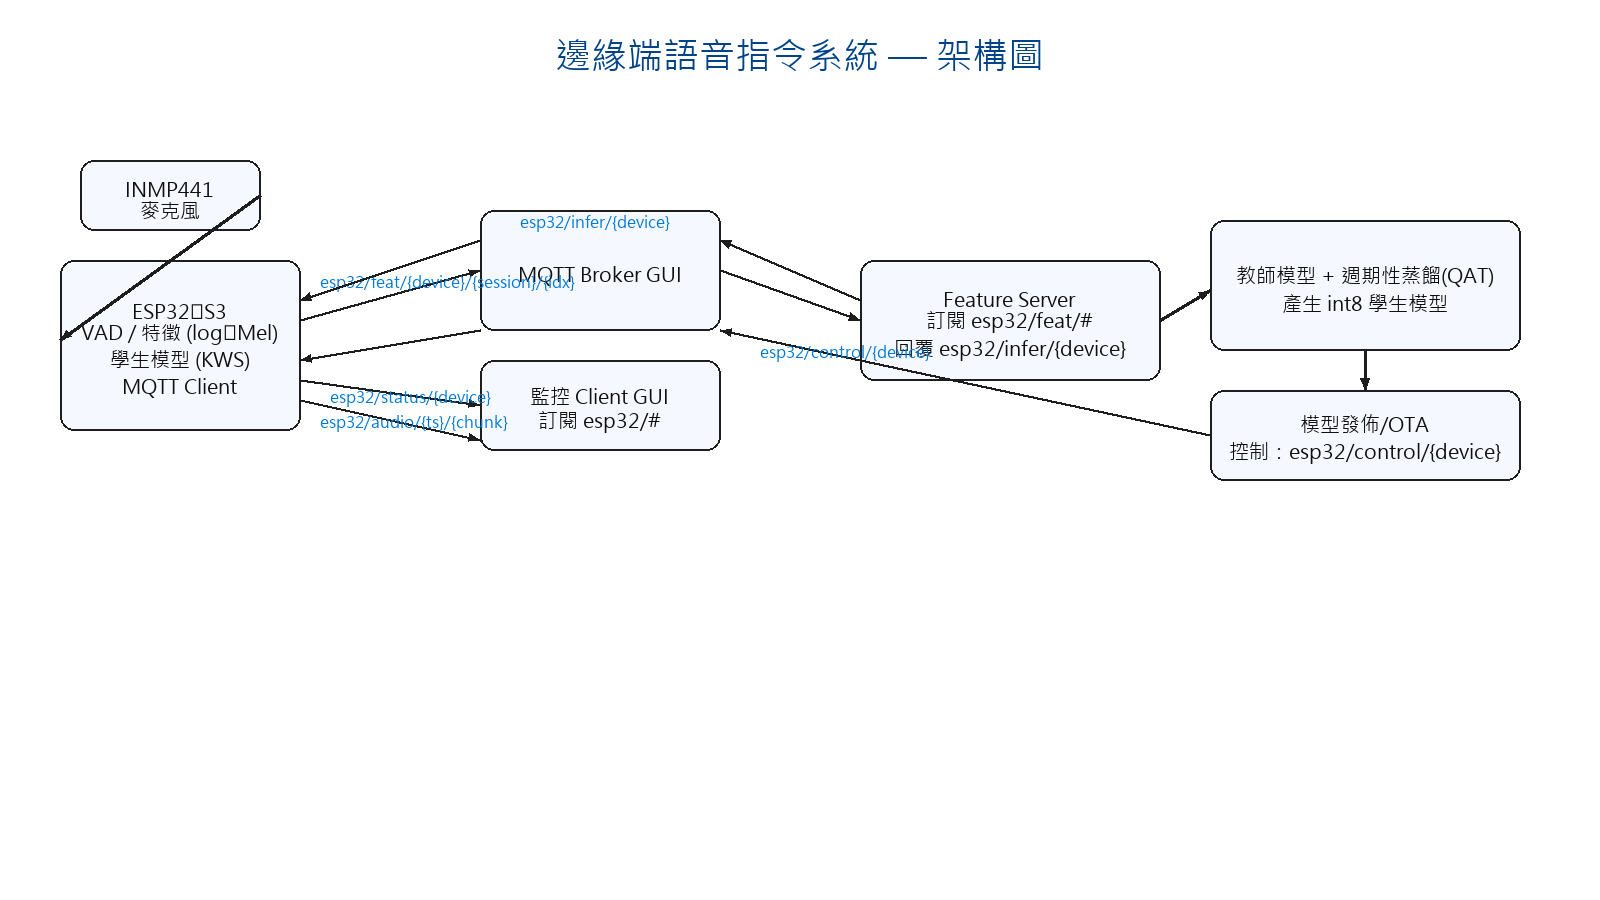 邊緣端語音指令系統 — 架構圖
INMP441
麥克風
ESP32□S3
VAD / 特徵 (log□Mel)
學生模型 (KWS)
MQTT Client
esp32/infer/{device}
MQTT Broker GUI
esp32/feat/{device}/{session}/{idx}
esp32/status/{device}
esp32/audio/{ts}/{chunk}
監控 Client GUI
訂閱 esp32/#
Feature Server
訂閱 esp32/feat/#
回覆 esp32/infer/{device}
esp32/control/{device}
教師模型 + 週期性蒸餾(QAT)
產生 int8 學生模型
模型發佈/OTA
控制：esp32/control/{device}